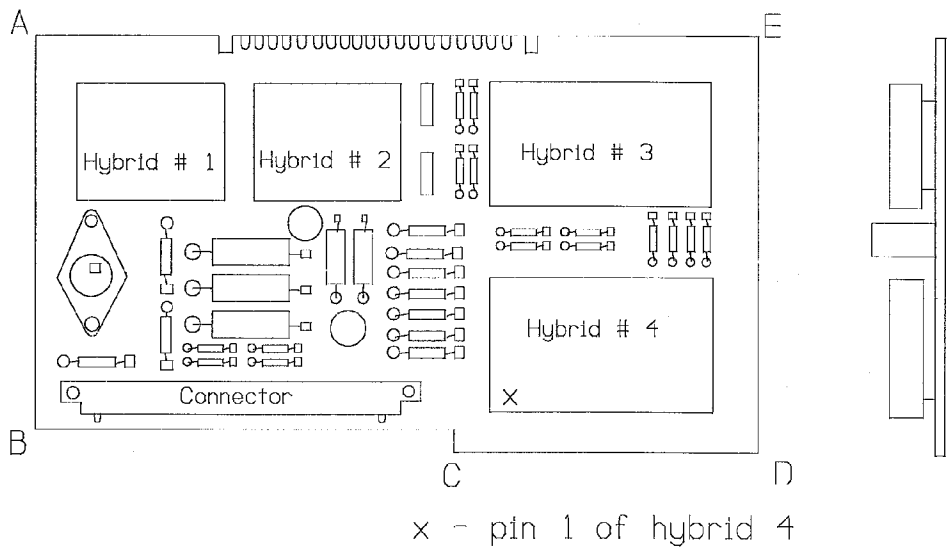 A
E
Hybrid # 1
Hybrid # 2
Hybrid # 3
Hybrid # 4
x
Connector
B
C
D
x - pin 1 of hybrid 4